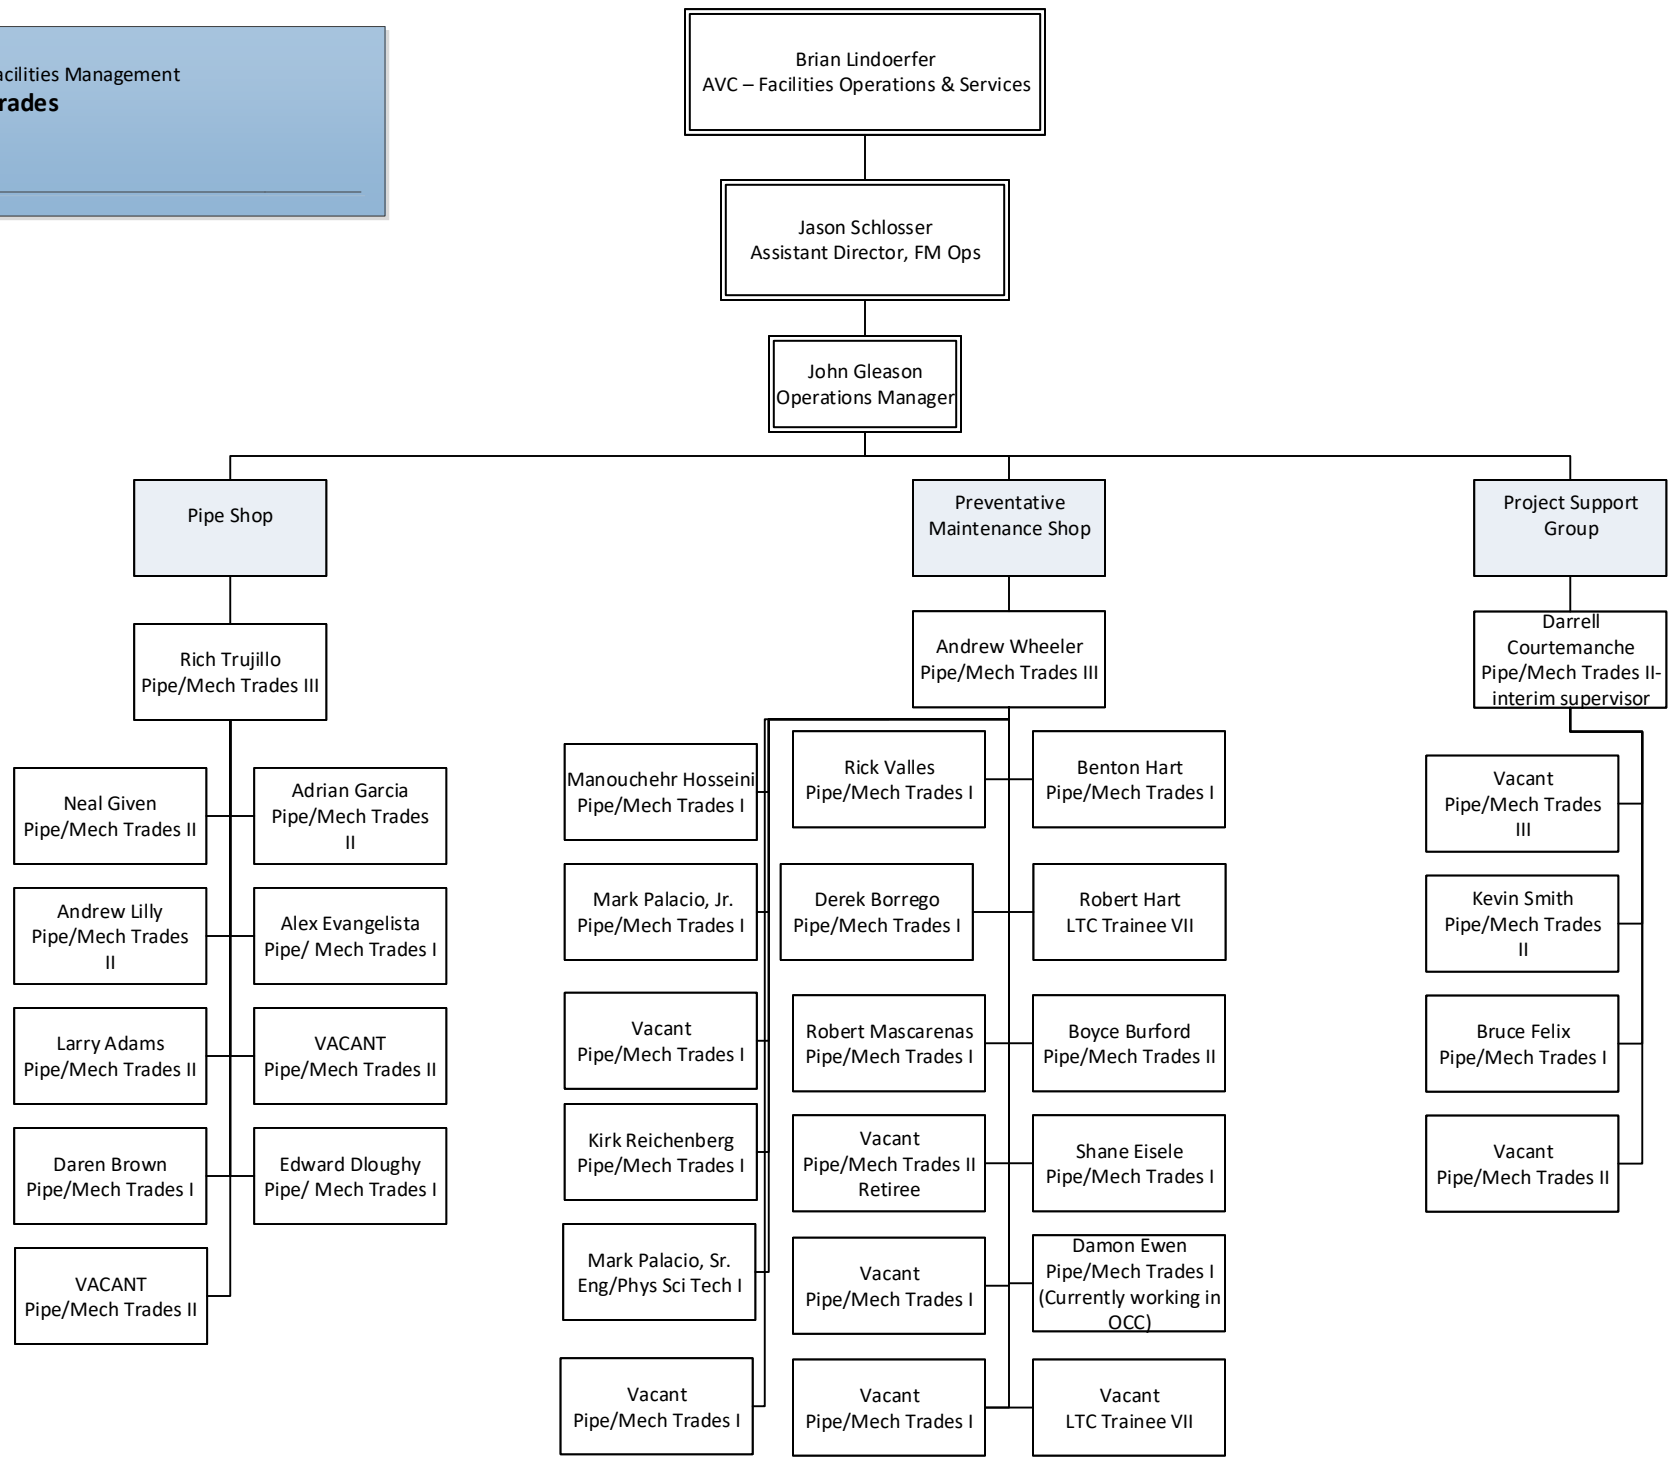 acilities Management
rades
Brian Lindoerfer
AVC – Facilities Operations & Services
Jason Schlosser
Assistant Director, FM Ops
John Gleason
Operations Manager
Pipe Shop
Rich Trujillo
Pipe/Mech Trades III
Neal Given
Pipe/Mech Trades II
Adrian Garcia
Pipe/Mech Trades
II
Andrew Lilly
Pipe/Mech Trades
II
Alex Evangelista
Pipe/ Mech Trades I
Larry Adams
Pipe/Mech Trades II
VACANT
Pipe/Mech Trades II
Daren Brown
Pipe/Mech Trades I
Edward Dloughy
Pipe/ Mech Trades I
VACANT
Pipe/Mech Trades II
Preventative
Maintenance Shop
Andrew Wheeler
Pipe/Mech Trades III
Manouchehr Hosseini
Pipe/Mech Trades I
Rick Valles
Pipe/Mech Trades I
Benton Hart
Pipe/Mech Trades I
Mark Palacio, Jr.
Pipe/Mech Trades I
Derek Borrego
Pipe/Mech Trades I
Robert Hart
LTC Trainee VII
Vacant
Pipe/Mech Trades I
Robert Mascarenas
Pipe/Mech Trades I
Boyce Burford
Pipe/Mech Trades II
Kirk Reichenberg
Pipe/Mech Trades I
Vacant
Pipe/Mech Trades II
Retiree
Shane Eisele
Pipe/Mech Trades I
Mark Palacio, Sr.
Eng/Phys Sci Tech I
Vacant
Pipe/Mech Trades I
Damon Ewen
Pipe/Mech Trades I
(Currently working in
OCC)
Vacant
Pipe/Mech Trades I
Vacant
Pipe/Mech Trades I
Vacant
LTC Trainee VII
Project Support
Group
Darrell
Courtemanche
Pipe/Mech Trades II-
interim supervisor
Vacant
Pipe/Mech Trades
III
Kevin Smith
Pipe/Mech Trades
II
Bruce Felix
Pipe/Mech Trades I
Vacant
Pipe/Mech Trades II